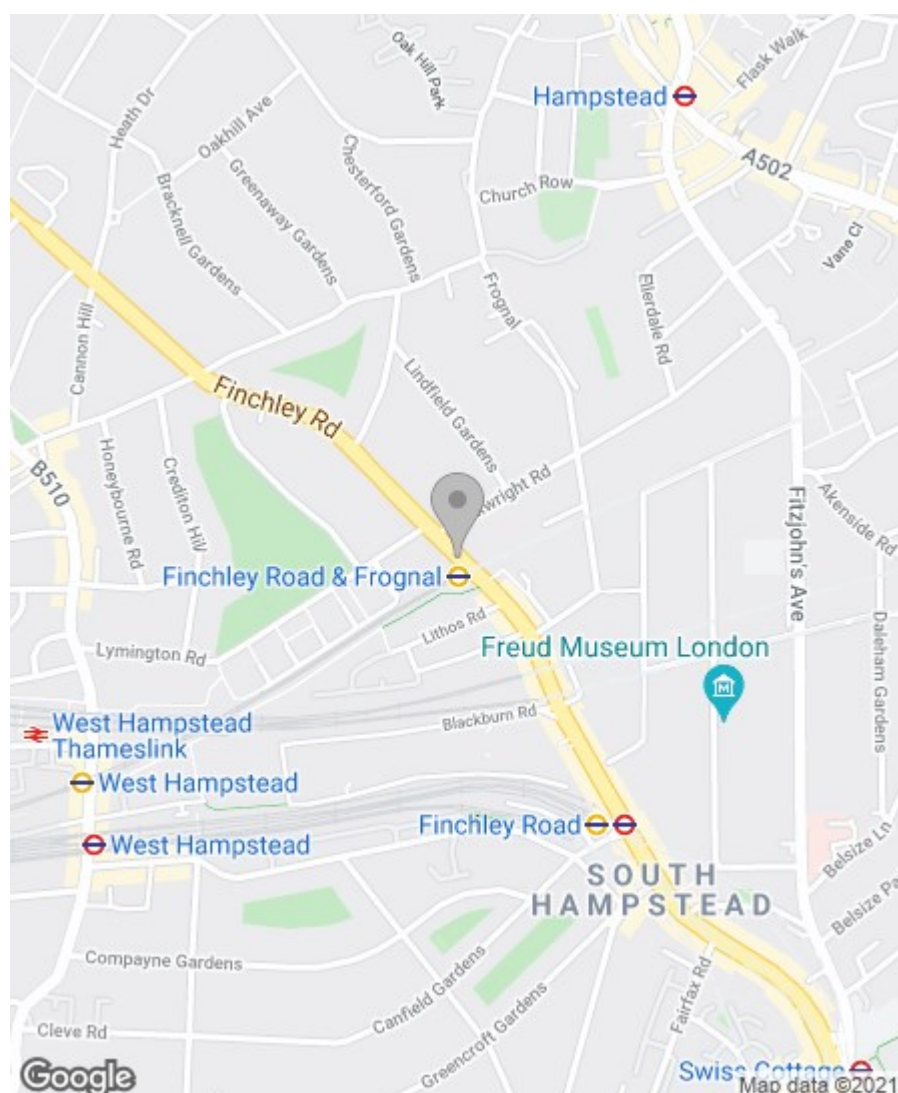 Oak Hill
Park
Flask Walk
Hampstead
Heath Dr
Oakhill Ave
A502
Chesterford Gardens
Greenaway Gardens
Bracknell Gardens
Church Row
Vane Cl
Frognal
Ellerdale Rd
Cannon Hill
Finchley Rd
Lindfield Gardens
B510
Honeybourne Rd
Crediton Hill
Fitzjohn's Ave
Akenside Rd
Finchley Road & Frognal
Lithos Rd
Freud Museum London
Daleham Gardens
Lymington Rd
Blackburn Rd
West Hampstead
Thameslink
West Hampstead
Finchley Road
West Hampstead
SOUTH
HAMPSTEAD
Belsize Ln
Compayne Gardens
Canfield Gardens
Fairfax Rd
Cleve Rd
Greencroft Gardens
Swiss Cottage
Google
Map data ©2021